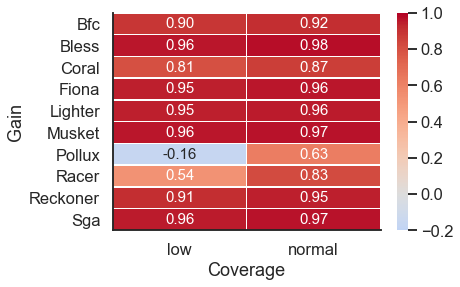 Gain
Bfc 0.90 0.92
Bless 0.96 0.98
Coral 0.81 0.87
Fiona 0.95 0.96
Lighter 0.95 0.96
Musket 0.96 0.97
Pollux -0.16 0.63
Racer 0.54 0.83
Reckoner 0.91 0.95
Sga 0.96 0.97
low normal
Coverage
1.0
0.8
0.6
0.4
0.2
0.0
−0.2